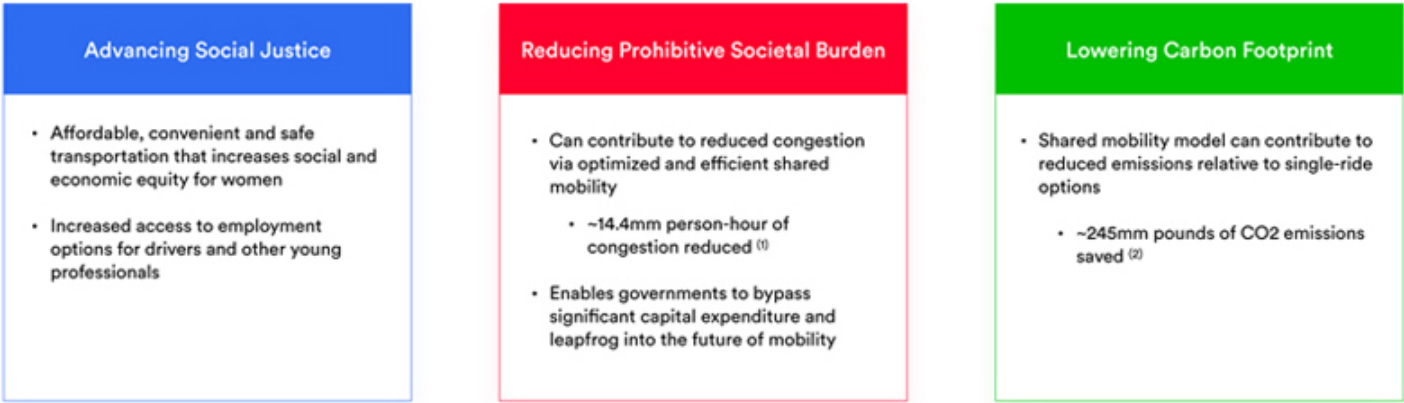 Advancing Social Justice
• Affordable, convenient and safe
transportation that increases social and
economic equity for women
• Increased access to employment
options for drivers and other young
professionals
Reducing Prohibitive Societal Burden
• Can contribute to reduced congestion
via optimized and efficient shared
mobility
• ~14.4mm person-hour of
congestion reduced (1)
• Enables governments to bypass
significant capital expenditure and
leapfrog into the future of mobility
Lowering Carbon Footprint
• Shared mobility model can contribute to
reduced emissions relative to single-ride
options
• ~245mm pounds of CO2 emissions
saved (2)